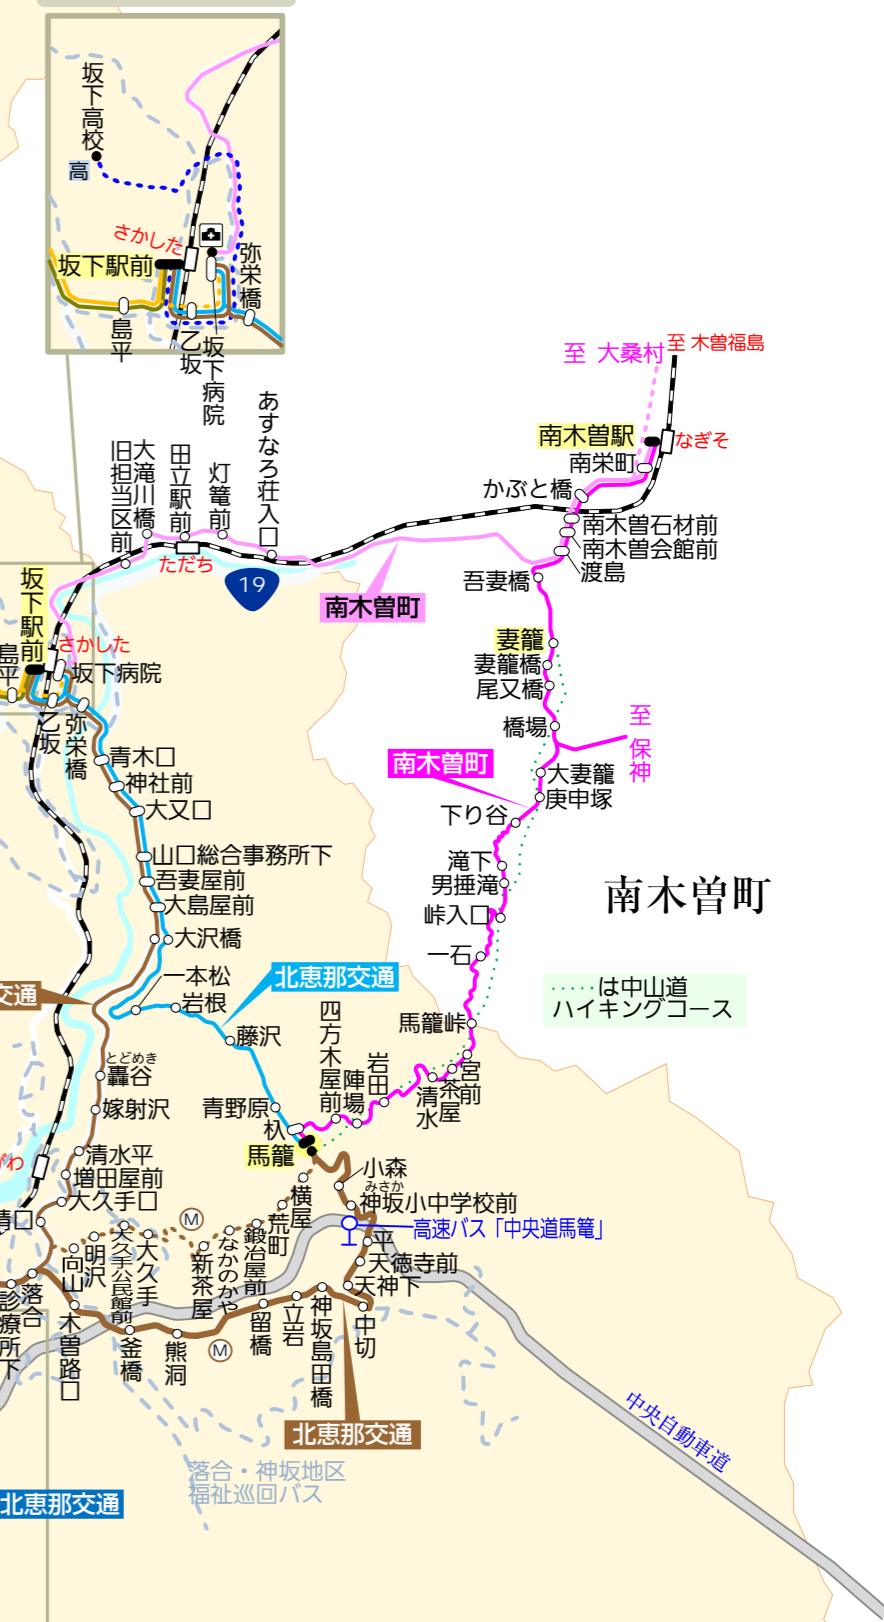 坂下高校
高
さかした
坂下駅前
弥栄橋
島平
乙坂
坂下病院
至 大桑村
至 木曽福島
南木曽駅
なぎそ
南栄町
かぶと橋
南木曽石材前
南木曽会館前
渡島
吾妻橋
あすなろ荘入口
灯篭前
田立駅前
大滝川橋
旧担当区前
ただち
19
南木曽町
坂下駅前
さかした
島平
坂下病院
乙坂
弥栄橋
妻籠
妻籠橋
尾又橋
橋場
至 保神
南木曽町
大妻籠
庚申塚
下り谷
滝下
男捶滝
峠入口
一石
馬籠峠
南木曽町
‥‥‥は中山道
ハイキングコース
青木口
神社前
大又口
山口総合事務所下
吾妻屋前
大島屋前
大沢橋
一本松
岩根
北恵那交通
交通
藤沢
四方木屋前
陣場
岩田
清水
茶屋
宮前
とどめき
轟谷
嫁射沢
青野原
杁
馬籠
清水平
増田屋前
大久手口
小森
みさか
神坂小中学校前
高速バス「中央道馬篭」
平
天徳寺前
天神下
中切
横屋
荒町
鍛冶屋前
なかのかや
新茶屋
大久手
大久手公民館前
明沢
向山
M
落合
診療所下
木曽路口
釜橋
熊洞
M
留橋
立岩
神坂島田橋
北恵那交通
落合・神坂地区
福祉巡回バス
中央自動車道
北恵那交通